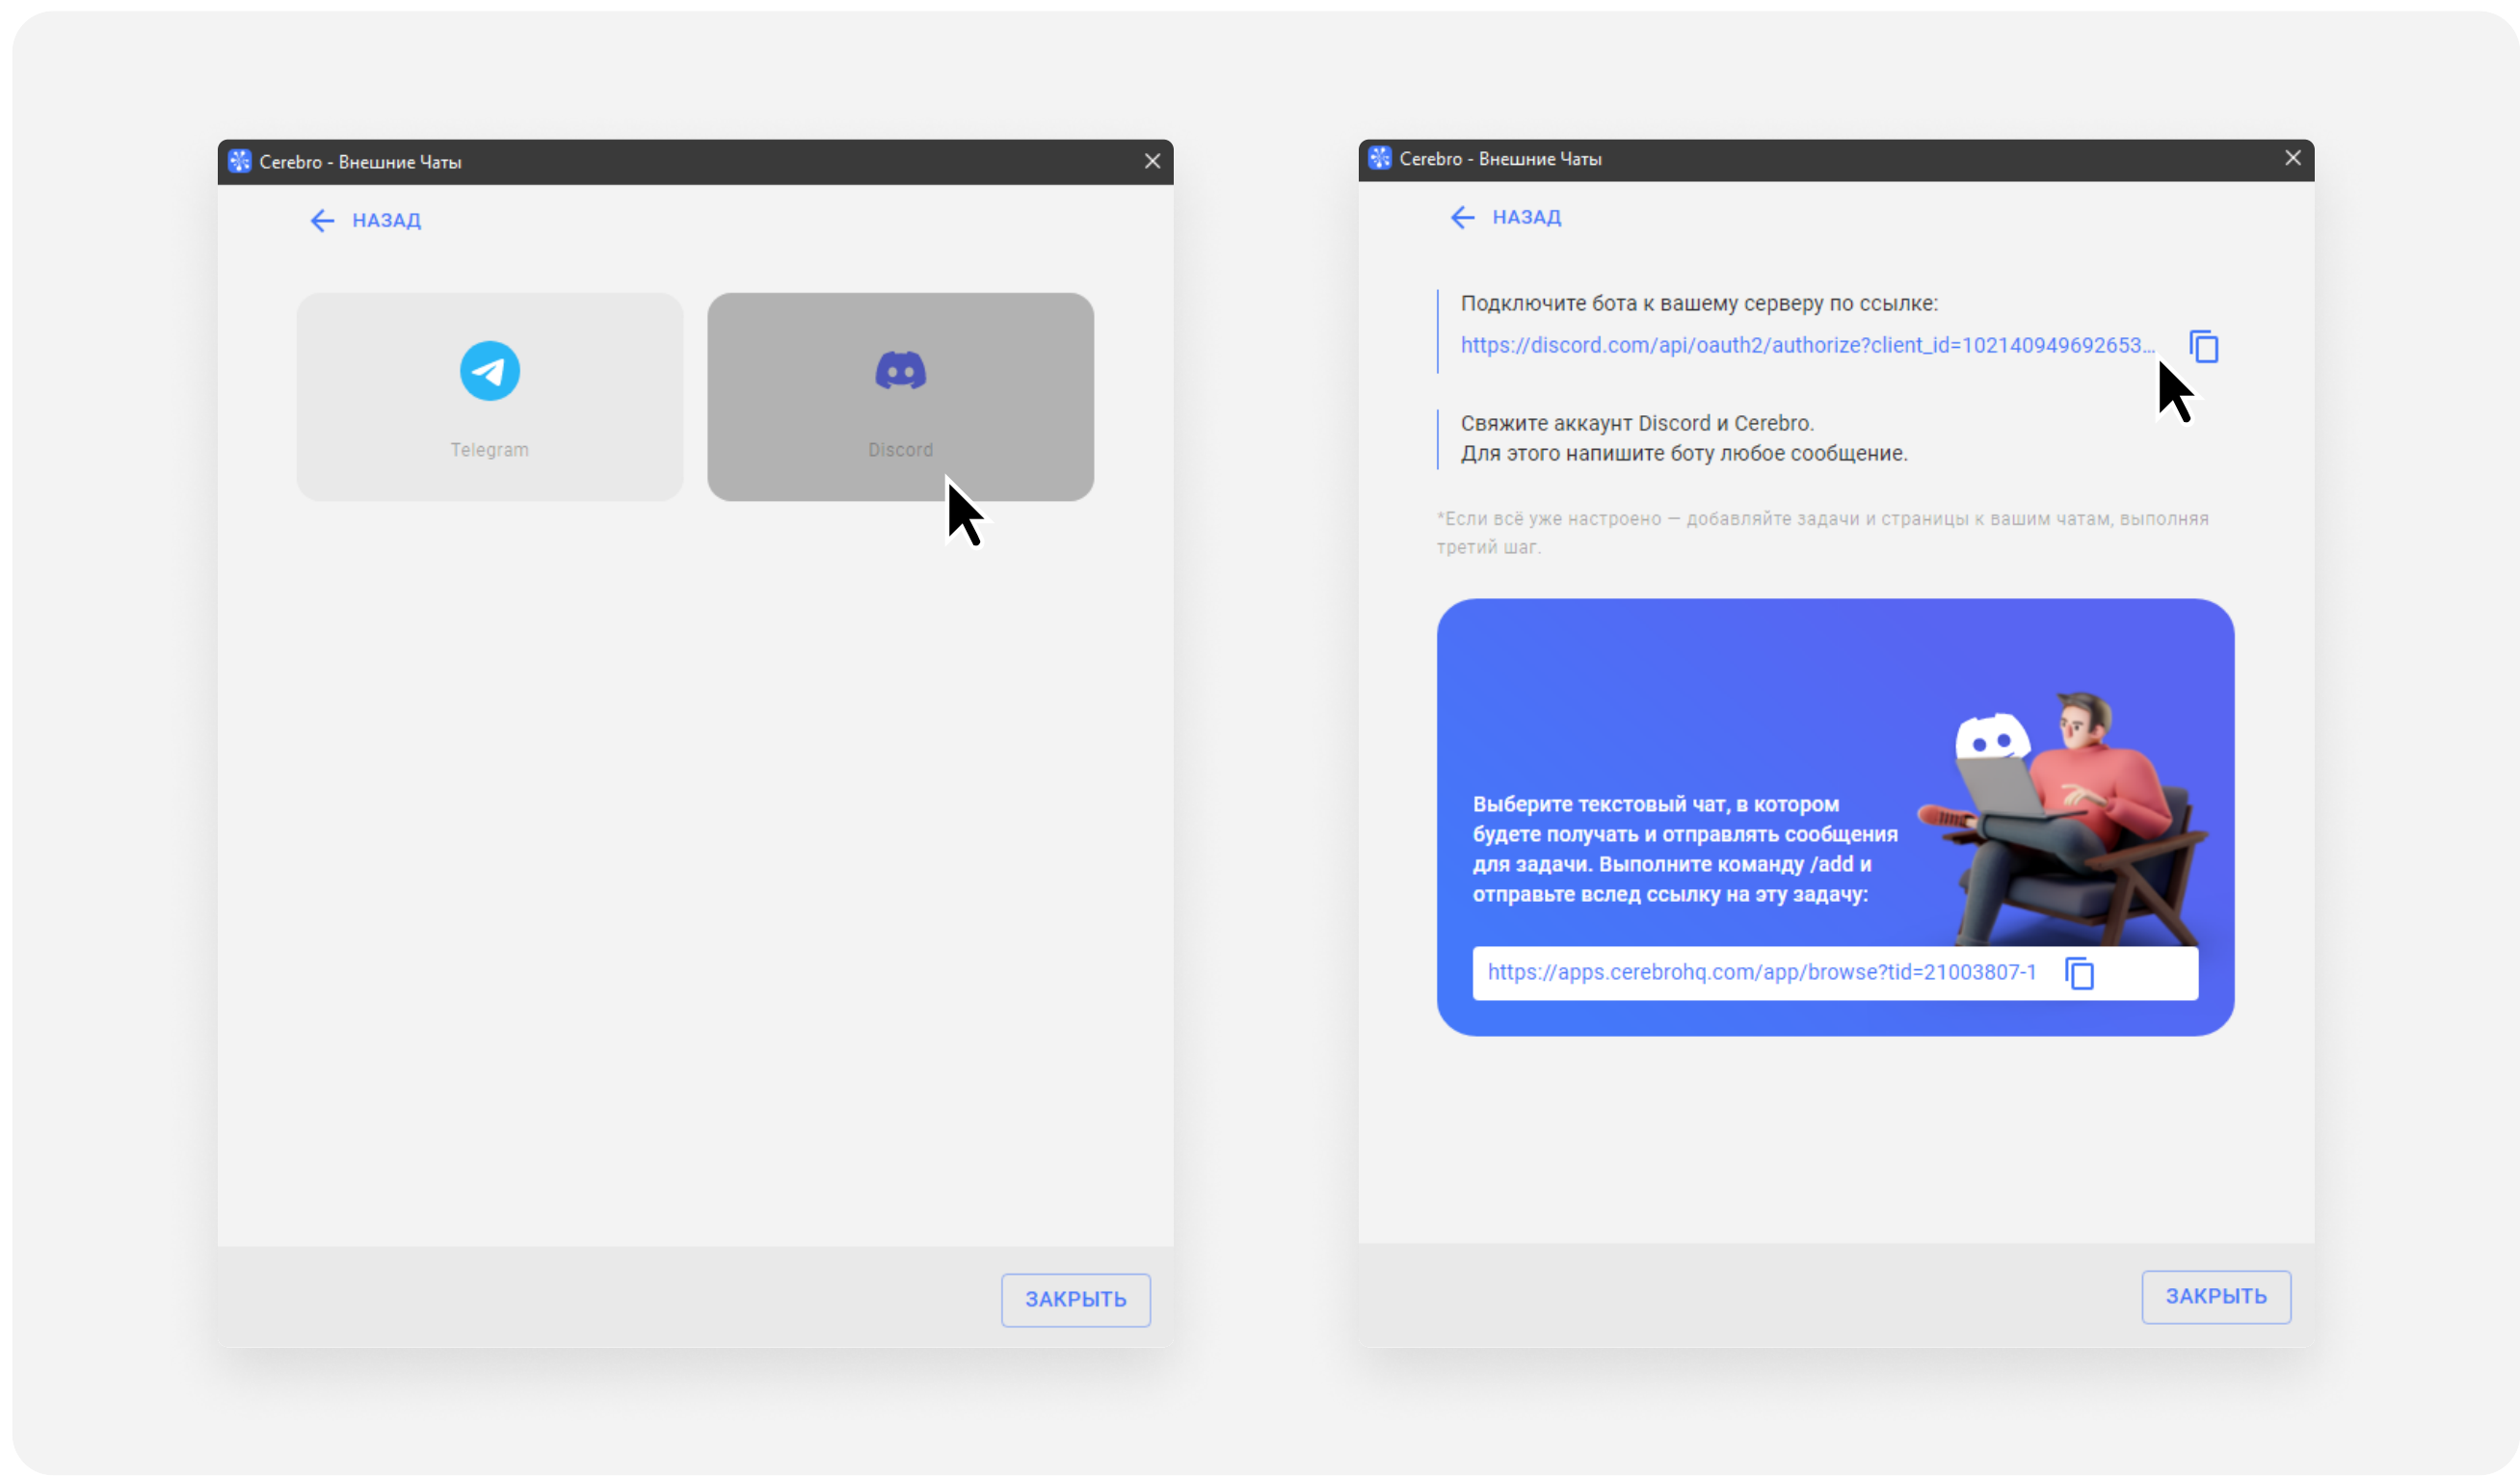 Cerebro - Внешние Чаты
НАЗАД
Telegram
Discord
ЗАКРЫТЬ
Cerebro - Внешние Чаты
НАЗАД
Подключите бота к вашему серверу по ссылке:
https://discord.com/api/oauth2/authorize?client_id=102140949692653...
Свяжите аккаунт Discord и Cerebro.
Для этого напишите боту любое сообщение.
*Если всё уже настроено — добавляйте задачи и страницы к вашим чатам, выполняя
третий шаг.
Выберите текстовый чат, в котором
будете получать и отправлять сообщения
для задачи. Выполните команду /add и
отправьте вслед ссылку на эту задачу:
https://apps.cerebrohq.com/app/browse?tid=21003807-1
ЗАКРЫТЬ